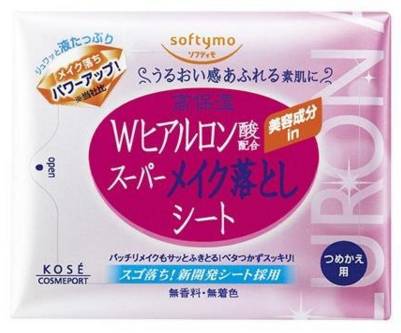 softymo
ソフティモ
ジュワッと液たっぷり
メイク落ち
パワーアップ!
※当社比
うるおい感あふれる素肌に
高保湿
Wヒアルロン酸
配合
美容成分
in
スーパーメイク落とし
シート
open
バッチリメイクもサッとふきとる!ベタつかずスッキリ!
スゴ落ち!新開発シート採用
つめかえ
用
KOSÉ
COSMEPORT
無香料・無着色